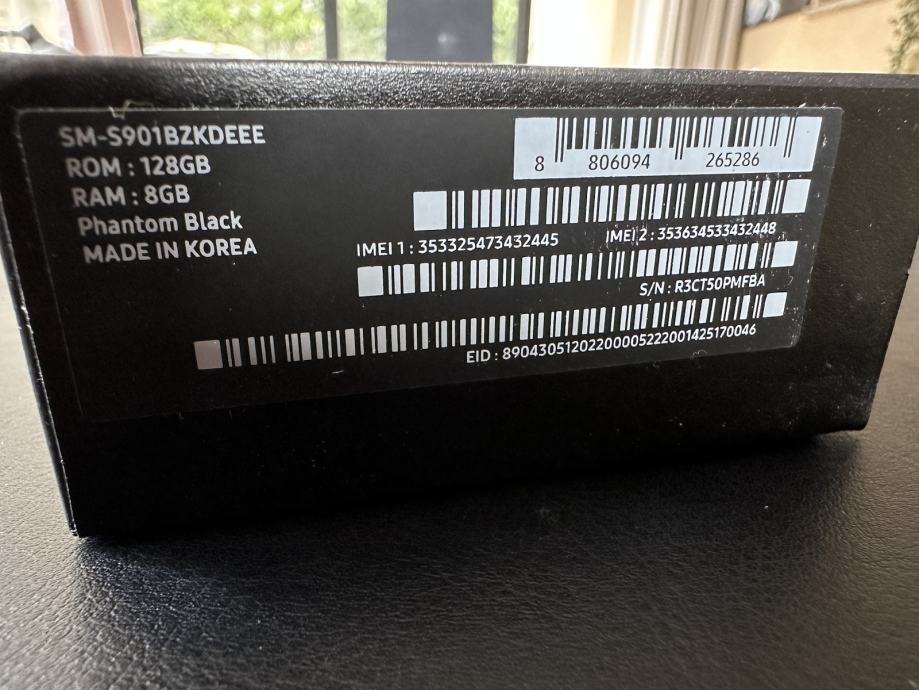 SM-S901BZKDEEE
ROM : 128GB
RAM : 8GB
Phantom Black
MADE IN KOREA
8 806094 265286
IMEI 1 : 353325473432445 IMEI 2 : 353634533432448
S/N : R3CT50PMFBA
EID : 89043051202200005222001425170046